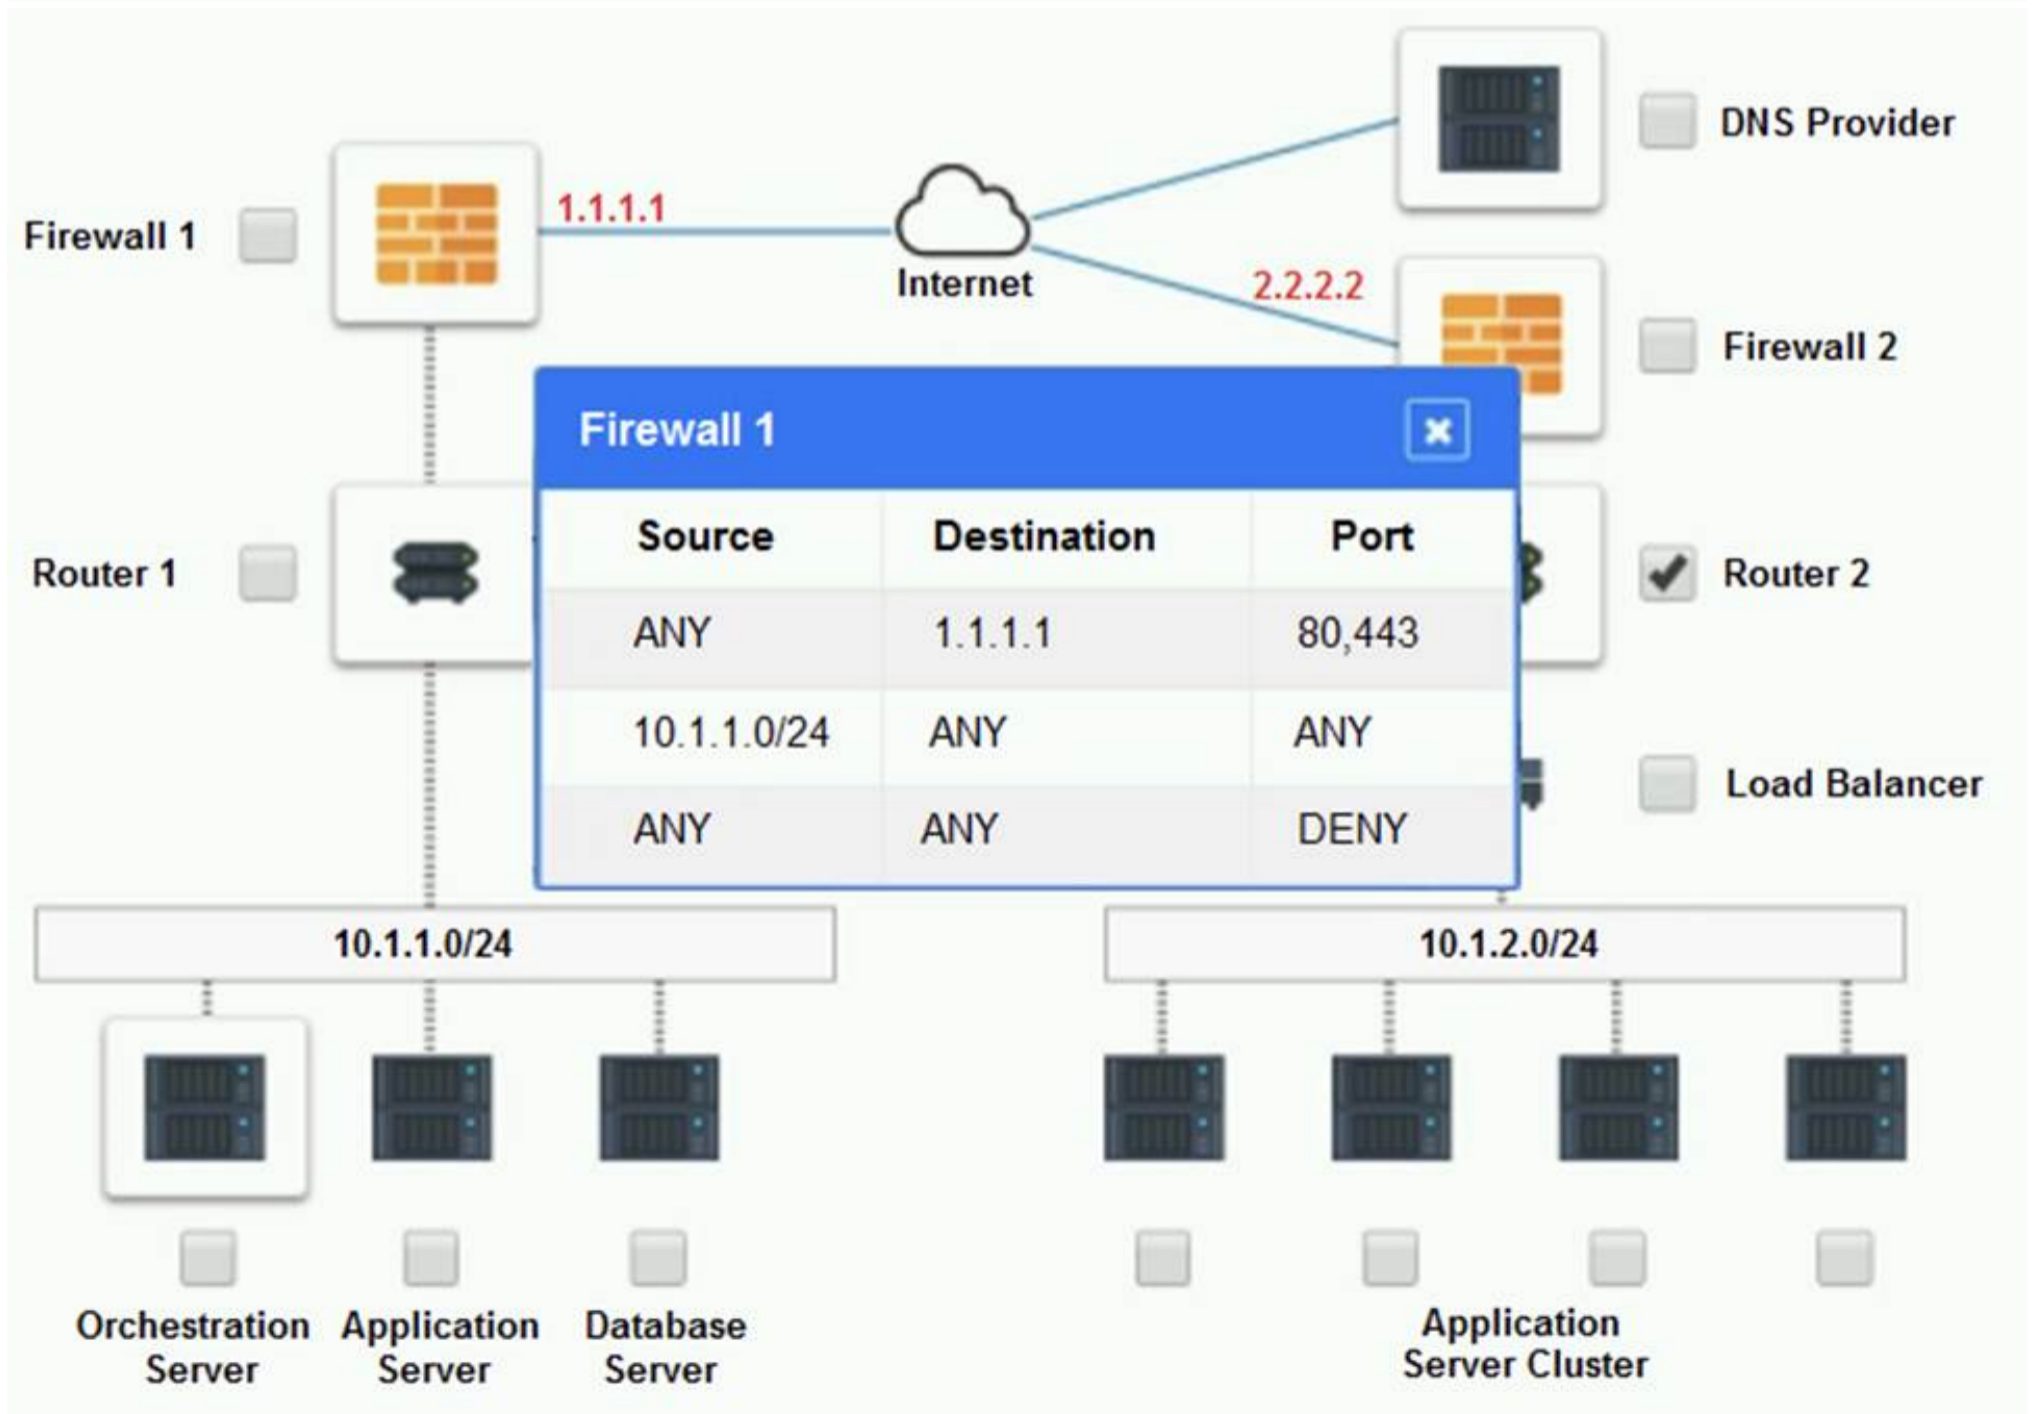 DNS Provider
Firewall 1
1.1.1.1
Internet
2.2.2.2
Firewall 2
Firewall 1
Source Destination Port
ANY 1.1.1.1 80,443
10.1.1.0/24 ANY ANY
ANY ANY DENY
Router 1
Router 2
Load Balancer
10.1.1.0/24
10.1.2.0/24
Orchestration
Server
Application
Server
Database
Server
Application
Server Cluster